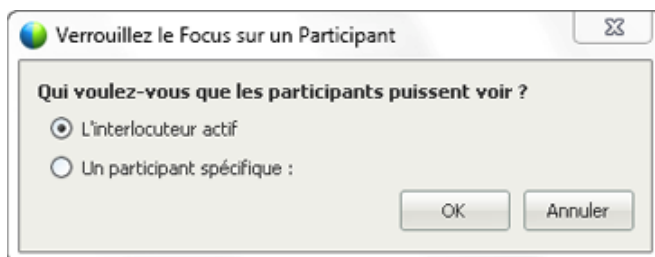 Verrouillez le Focus sur un Participant
Qui voulez-vous que les participants puissent voir ?
L'interlocuteur actif
Un participant spécifique :
OK
Annuler